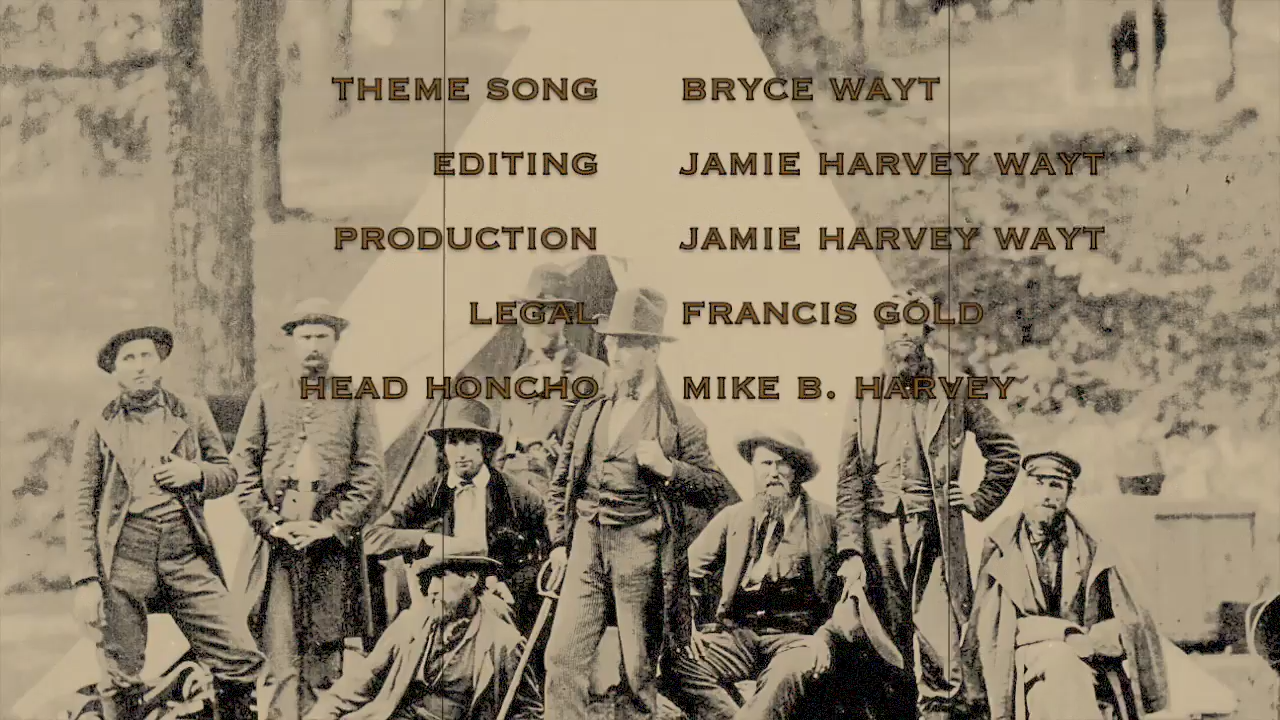 THEME SONG BRYCE WAYT
EDITING JAMIE HARVEY WAYT
PRODUCTION JAMIE HARVEY WAYT
LEGAL FRANCIS GOLD
HEAD HONCHO MIKE B. HARVEY